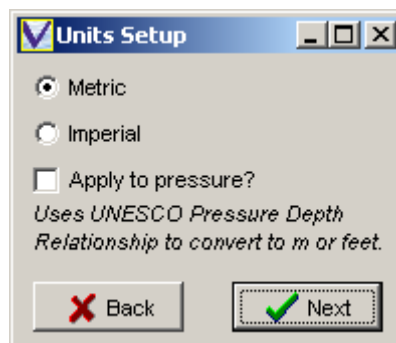 Units Setup
Metric
Imperial
Apply to pressure?
Uses UNESCO Pressure Depth
Relationship to convert to m or feet.
Back
Next